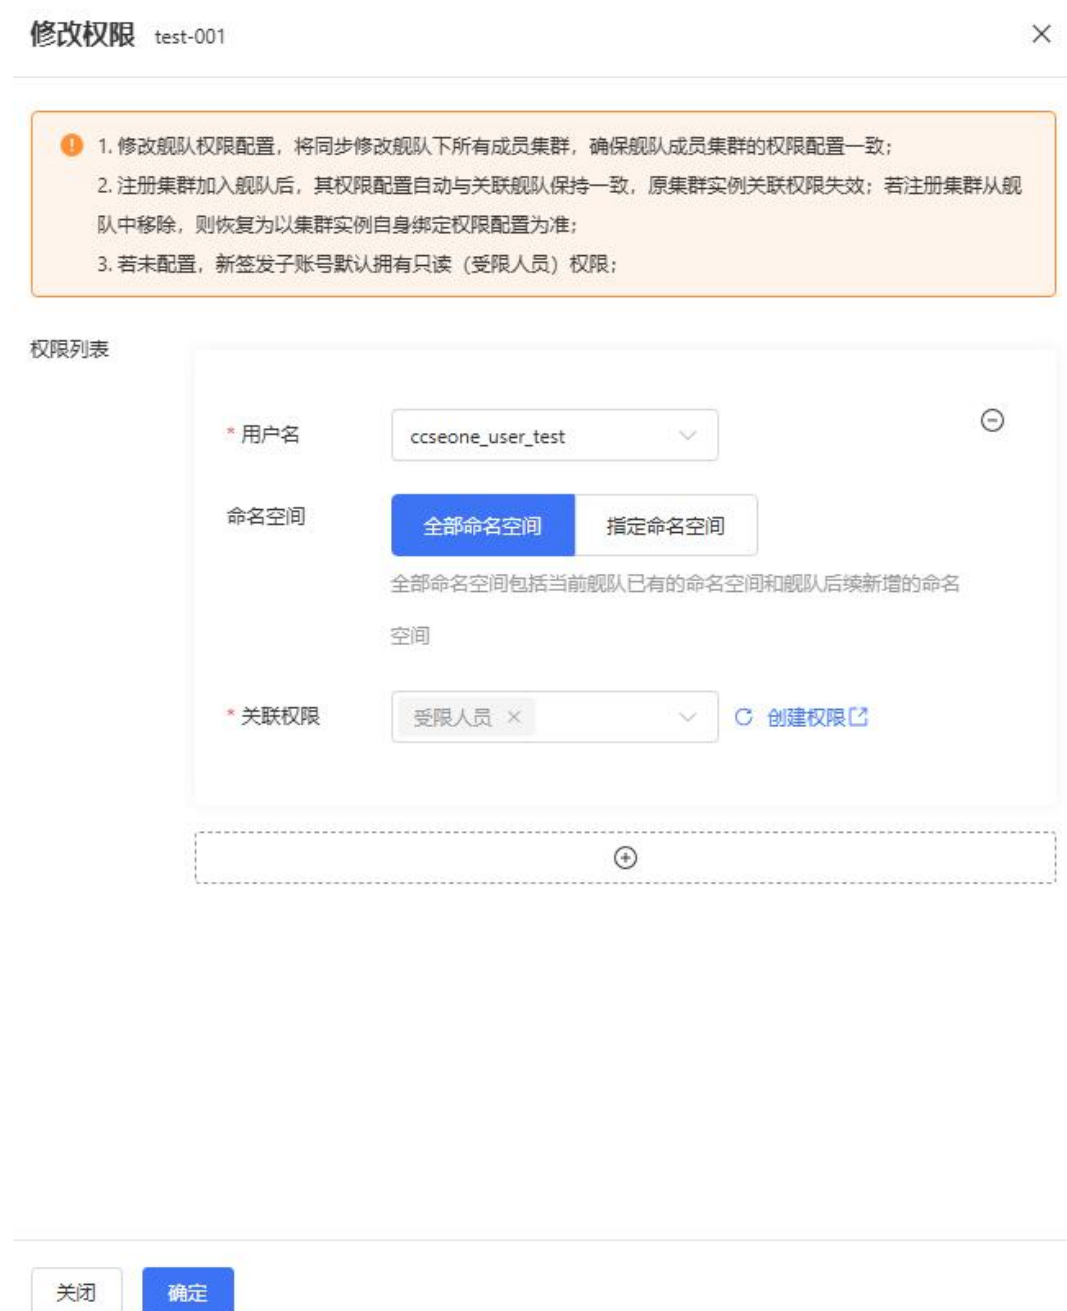 修改权限 test-001
1. 修改舰队权限配置，将同步修改舰队下所有成员集群，确保舰队成员集群的权限配置一致；
2. 注册集群加入舰队后，其权限配置自动与关联舰队保持一致，原集群实例关联权限失效；若注册集群从舰
队中移除，则恢复为以集群实例自身绑定权限配置为准；
3. 若未配置，新签发子账号默认拥有只读（受限人员）权限；
权限列表
* 用户名 ccseone_user_test
命名空间 全部命名空间 指定命名空间
全部命名空间包括当前舰队已有的命名空间和舰队后续新增的命名
空间
* 关联权限 受限人员 创建权限
关闭 确定